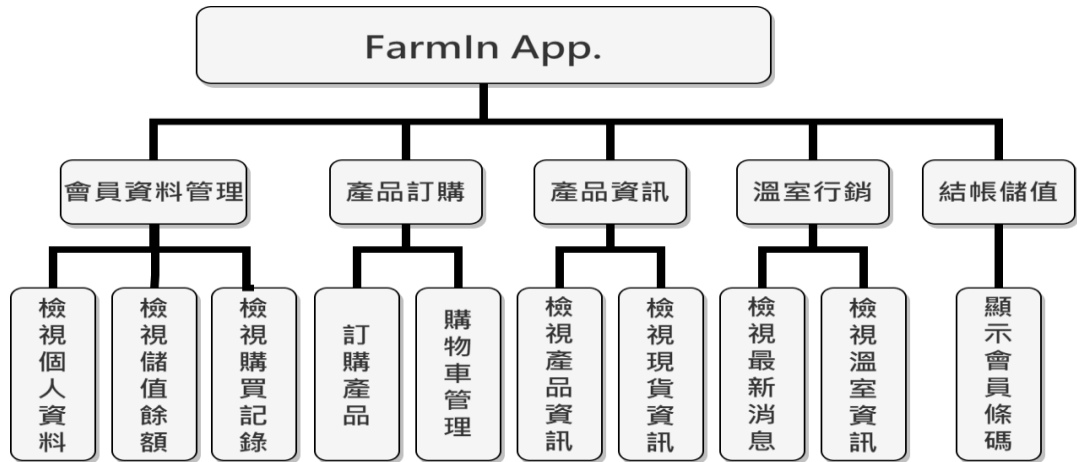 FarmIn App.
會員資料管理
產品訂購
產品資訊
溫室行銷
結帳儲值
檢視個人資料
檢視儲值餘額
檢視購買記錄
訂購產品
購物車管理
檢視產品資訊
檢視現貨資訊
檢視最新消息
檢視溫室資訊
顯示會員條碼